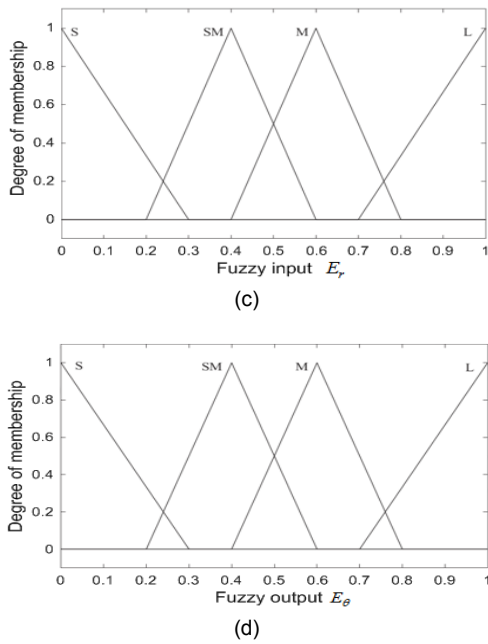 1
0.8
0.6
0.4
0.2
0
Degree of membership
S
SM
M
L
0 0.1 0.2 0.3 0.4 0.5 0.6 0.7 0.8 0.9 1
Fuzzy input E_r
(c)
1
0.8
0.6
0.4
0.2
0
Degree of membership
S
SM
M
L
0 0.1 0.2 0.3 0.4 0.5 0.6 0.7 0.8 0.9 1
Fuzzy output E_θ
(d)